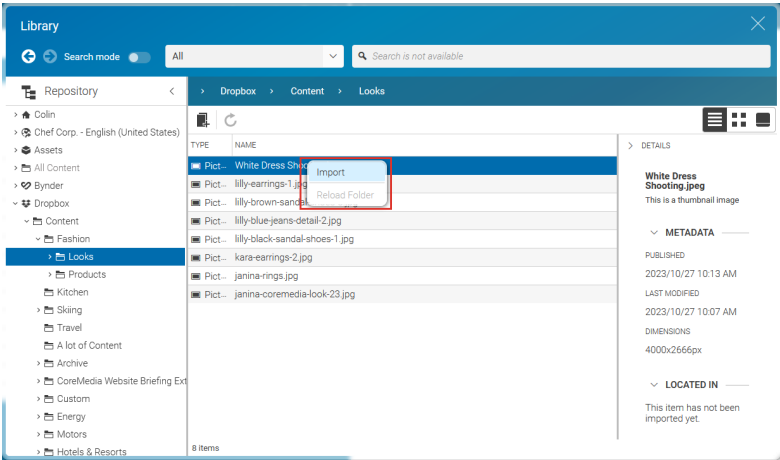 Library
Search mode
All
Search is not available
Repository
Dropbox > Content > Looks
Colin
Chef Corp. - English (United States)
Assets
All Content
Bynder
Dropbox
Content
Fashion
Looks
Products
Kitchen
Skiing
Travel
A lot of Content
Archive
CoreMedia Website Briefing Ext
Custom
Energy
Motors
Hotels & Resorts
TYPE NAME
Pict... White Dress Shoo
Pict... lilly-earrings-1.jpg
Pict... lilly-brown-sandal
Pict... lilly-blue-jeans-detail-2.jpg
Pict... lilly-black-sandal-shoes-1.jpg
Pict... kara-earrings-2.jpg
Pict... janina-rings.jpg
Pict... janina-coremedia-look-23.jpg
Import
Reload Folder
8 items
DETAILS
White Dress
Shooting.jpeg
This is a thumbnail image
METADATA
PUBLISHED
2023/10/27 10:13 AM
LAST MODIFIED
2023/10/27 10:07 AM
DIMENSIONS
4000x2666px
LOCATED IN
This item has not been
imported yet.